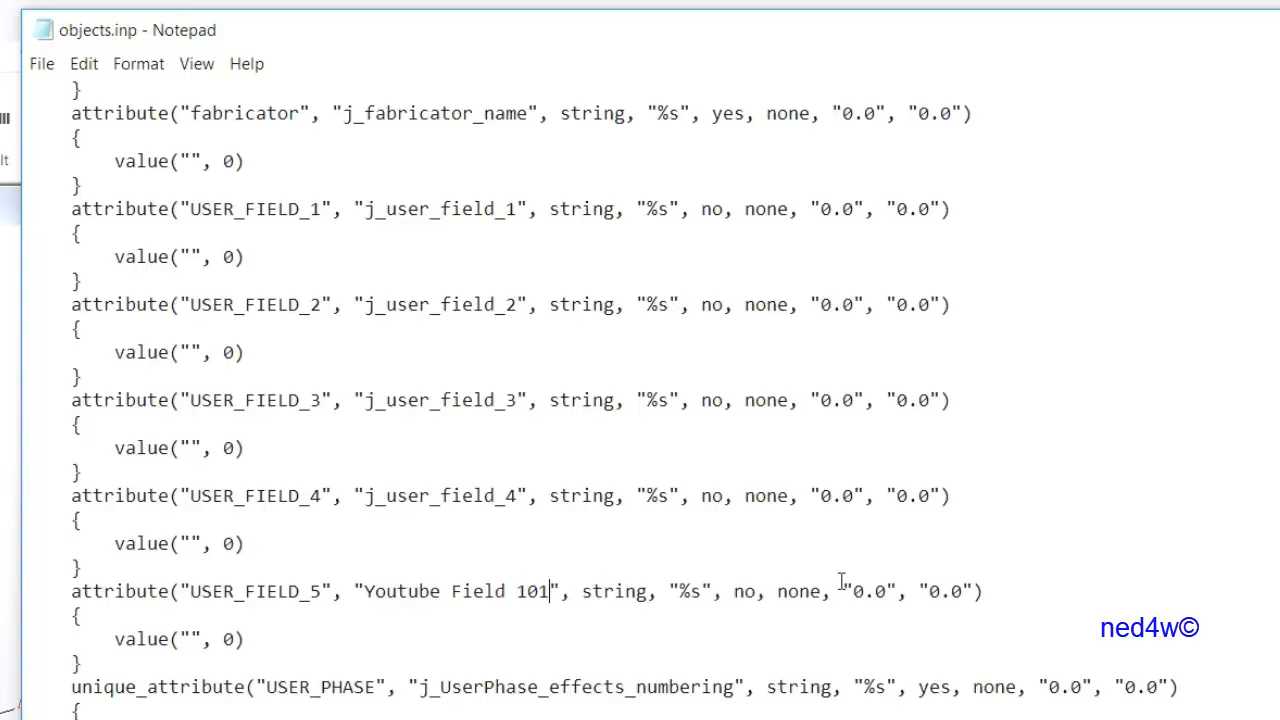 objects.inp - Notepad
File Edit Format View Help
}
attribute("fabricator", "j_fabricator_name", string, "%s", yes, none, "0.0", "0.0")
{
value("", 0)
}
attribute("USER_FIELD_1", "j_user_field_1", string, "%s", no, none, "0.0", "0.0")
{
value("", 0)
}
attribute("USER_FIELD_2", "j_user_field_2", string, "%s", no, none, "0.0", "0.0")
{
value("", 0)
}
attribute("USER_FIELD_3", "j_user_field_3", string, "%s", no, none, "0.0", "0.0")
{
value("", 0)
}
attribute("USER_FIELD_4", "j_user_field_4", string, "%s", no, none, "0.0", "0.0")
{
value("", 0)
}
attribute("USER_FIELD_5", "Youtube Field 101", string, "%s", no, none, "0.0", "0.0")
{
ned4w©
value("", 0)
}
unique_attribute("USER_PHASE", "j_UserPhase_effects_numbering", string, "%s", yes, none, "0.0", "0.0")
{